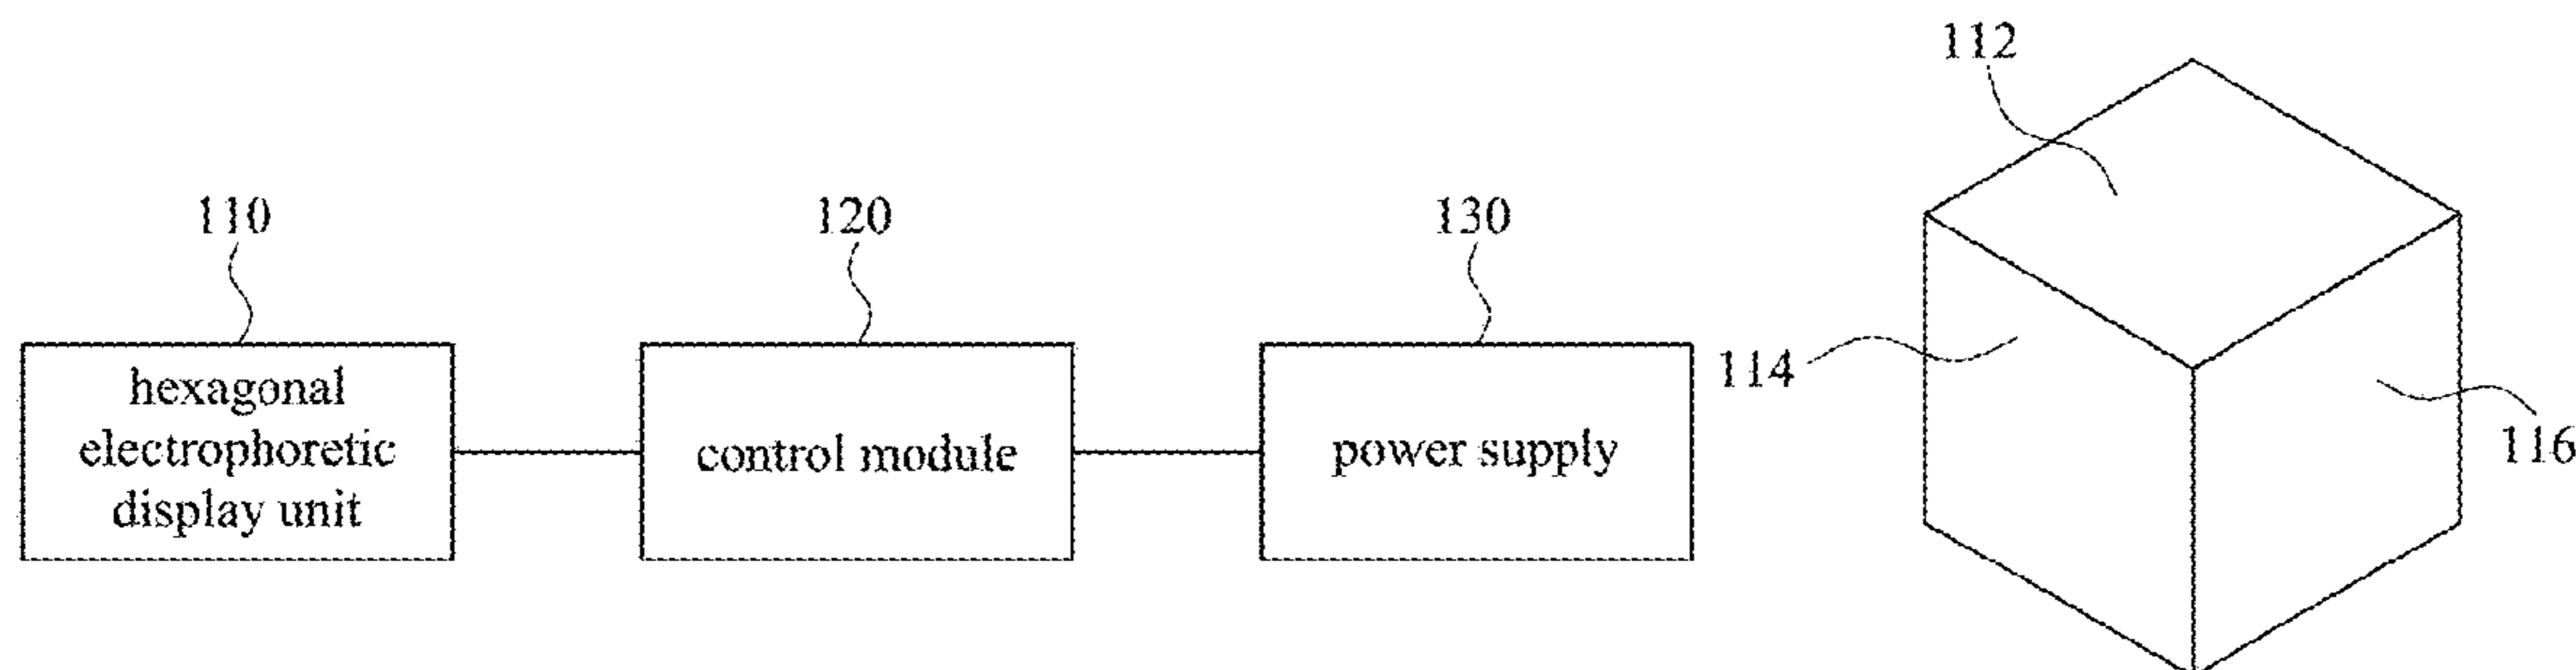 112
110
120
130
114
116
hexagonal
electrophoretic
display unit
control module
power supply